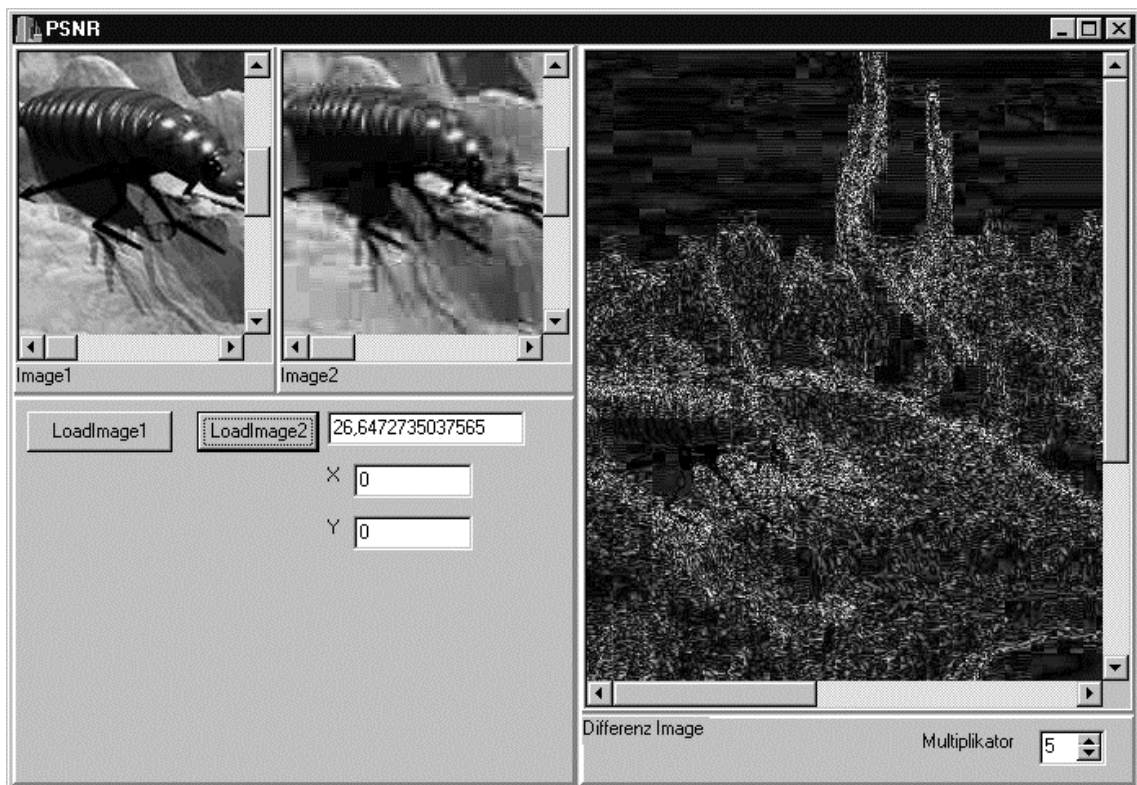 PSNR
Image1
Image2
LoadImage1
LoadImage2
26,6472735037565
X
0
Y
0
Differenz Image
Multiplikator
5